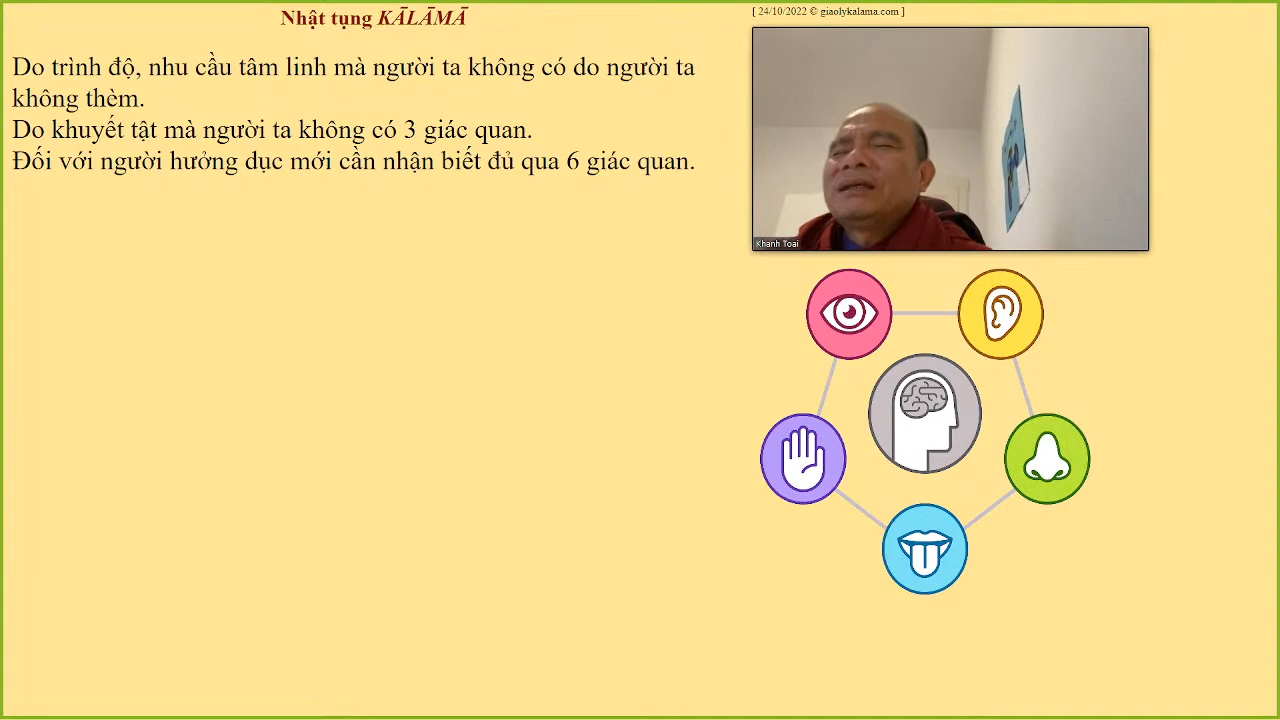 Nhật tụng KĀLĀMĀ
[ 24/10/2022 © giaolykalama.com ]
Do trình độ, nhu cầu tâm linh mà người ta không có do người ta
không thèm.
Do khuyết tật mà người ta không có 3 giác quan.
Đối với người hưởng dục mới cần nhận biết đủ qua 6 giác quan.
Khanh Toai